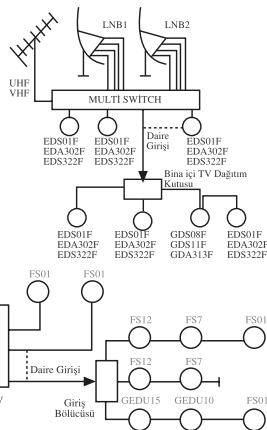 LNB1 LNB2
UHF
VHF
MULTİ SWITCH
EDS01F EDS01F EDS01F
EDA302F EDA302F EDA302F
EDS322F EDS322F EDS322F
Daire
Girişi
Bina içi TV Dağıtım
Kutusu
EDS01F EDS01F GDS08F EDS01F
EDA302F EDA302F GDS11F EDA302F
EDS322F EDS322F GDA313F EDS322F
FS01 FS01
Daire Girişi
Giriş
Bölücüsü
FS12 FS7 FS01
FS12 FS7
GEDU15 GEDU10 FS01